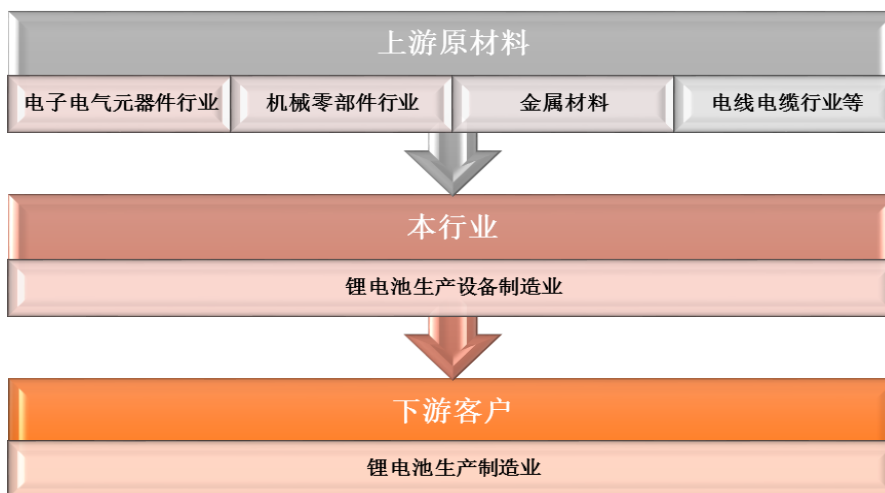 上游原材料
电子电气元器件行业 机械零部件行业 金属材料 电线电缆行业等
本行业
锂电池生产设备制造业
下游客户
锂电池生产制造业